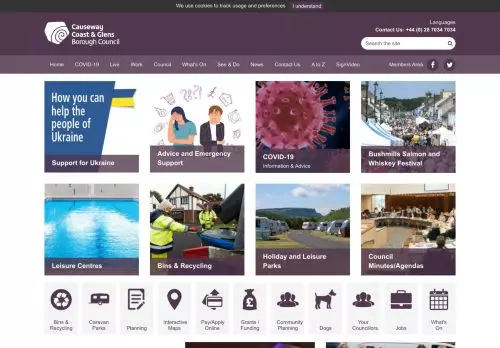 We use cookies to track usage and preferences I understand
Causeway
Coast & Glens
Borough Council
Languages
Contact Us: +44 (0) 28 7034 7034
Search the site
Home COVID-19 Live Work Council What's On See & Do News Contact Us A to Z SignVideo Members Area
How you can
help the
people of
Ukraine
Support for Ukraine
Advice and Emergency
Support
COVID-19
Information & Advice
Bushmills Salmon and
Whiskey Festival
Leisure Centres
Bins & Recycling
Holiday and Leisure
Parks
Council
Minutes/Agendas
Bins &
Recycling
Caravan
Parks
Planning
Interactive
Maps
Pay/Apply
Online
Grants /
Funding
Community
Planning
Dogs
Your
Councillors
Jobs
What's
On